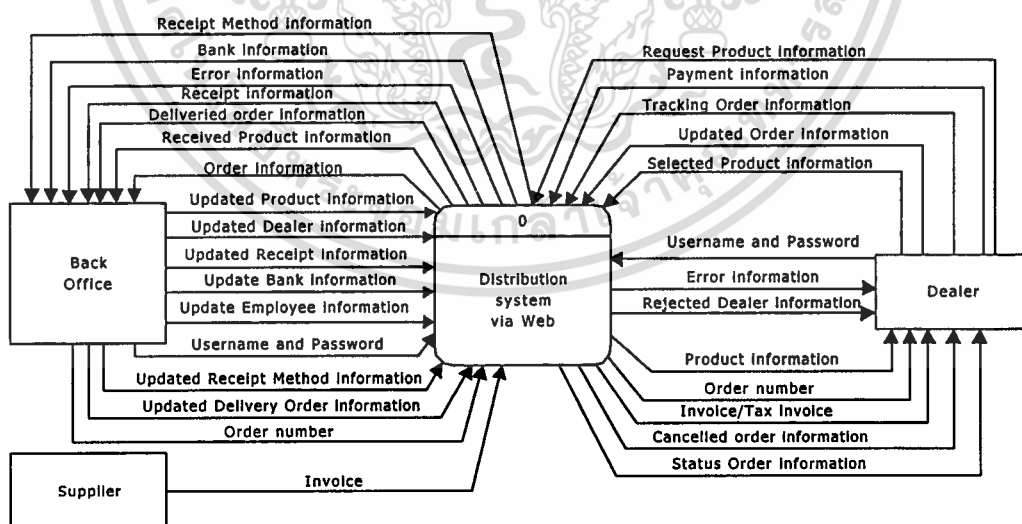 Receipt Method Information
Bank Information
Error Information
Receipt Information
Deliveried order Information
Received Product Information
Order Information
Updated Product Information
Updated Dealer Information
Updated Receipt Information
Update Bank Information
Update Employee Information
Username and Password
Updated Receipt Method Information
Updated Delivery Order Information
Order number
Back
Office
Supplier
Invoice
0
Distribution
system
via Web
Request Product Information
Payment Information
Tracking Order Information
Updated Order Information
Selected Product Information
Username and Password
Error Information
Rejected Dealer Information
Dealer
Product Information
Order number
Invoice/Tax Invoice
Cancelled order Information
Status Order Information